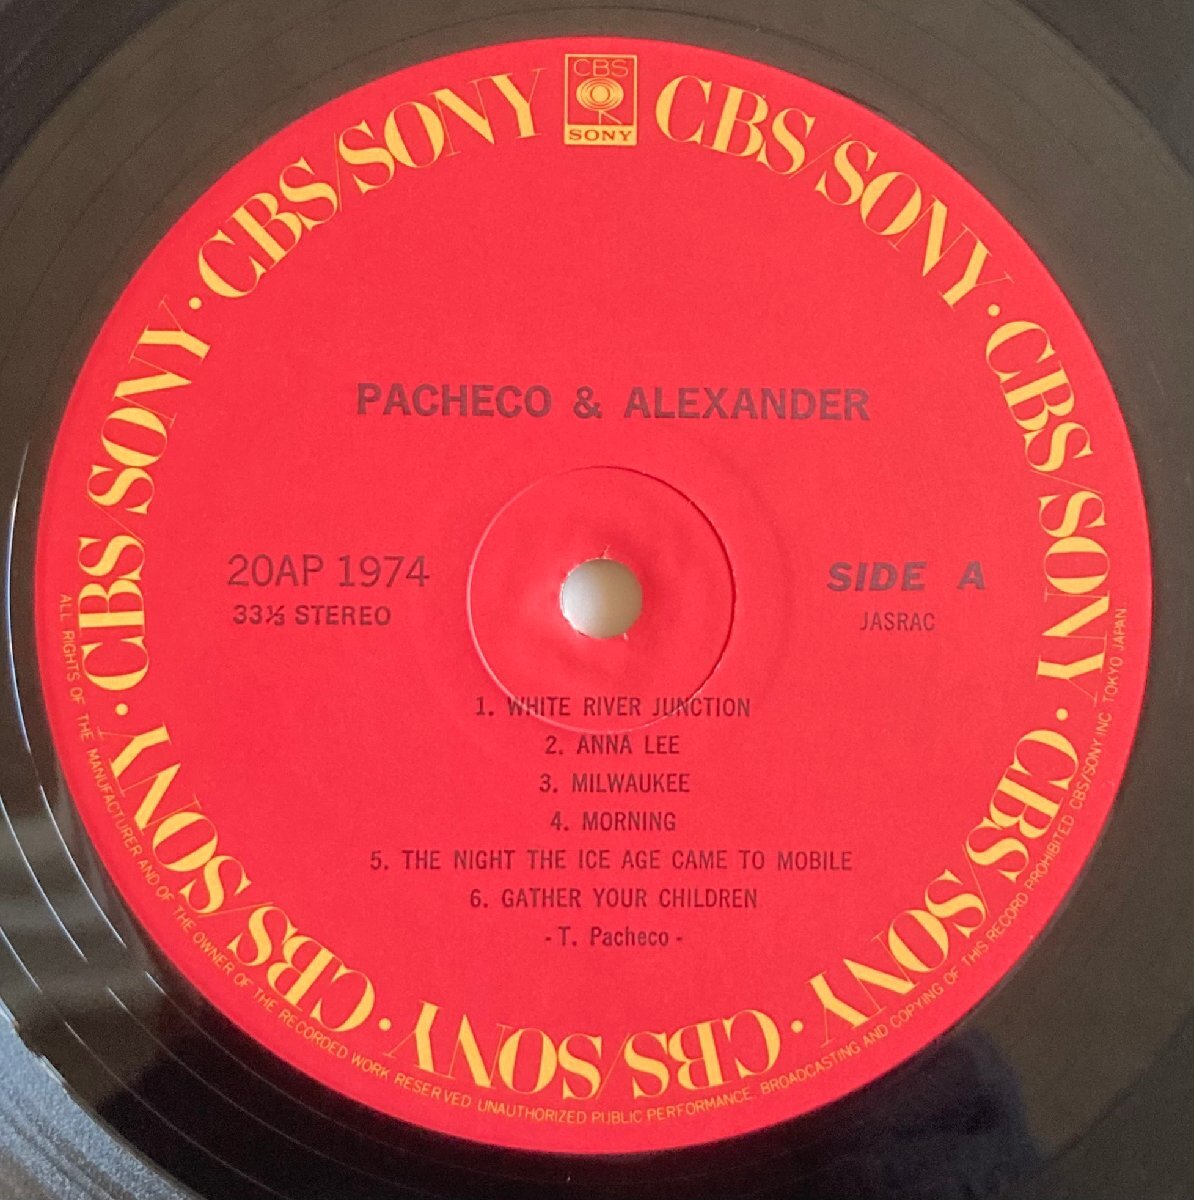 CBS
SONY
CBS/SONY · CBS/SONY · CBS/SONY · CBS/SONY · CBS/SONY · CBS/SONY · CBS/SONY
PACHECO & ALEXANDER
20AP 1974
33⅓ STEREO
SIDE A
JASRAC
1. WHITE RIVER JUNCTION
2. ANNA LEE
3. MILWAUKEE
4. MORNING
5. THE NIGHT THE ICE AGE CAME TO MOBILE
6. GATHER YOUR CHILDREN
- T. Pacheco -
ALL RIGHTS OF THE MANUFACTURER AND OF THE OWNER OF THE RECORDED WORK RESERVED UNAUTHORIZED PUBLIC PERFORMANCE. BROADCASTING AND COPYING OF THIS RECORD PROHIBITED CBS/SONY INC. TOKYO JAPAN